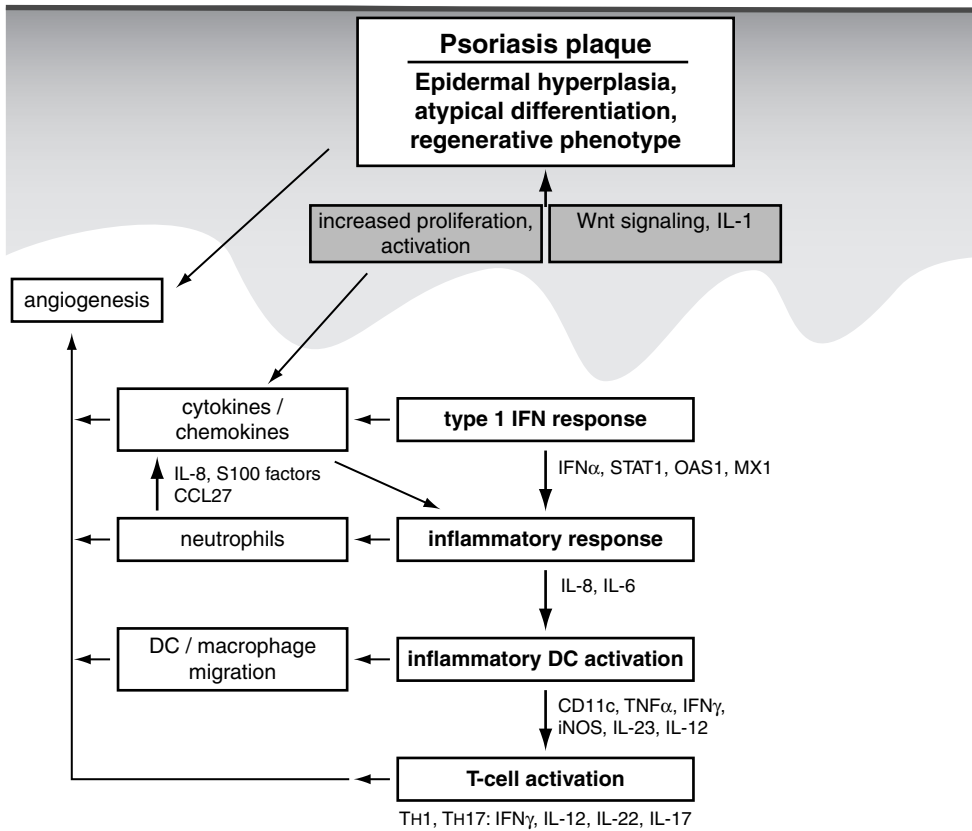 Psoriasis plaque
Epidermal hyperplasia,
atypical differentiation,
regenerative phenotype
increased proliferation,
activation
Wnt signaling, IL-1
angiogenesis
cytokines /
chemokines
type 1 IFN response
IFNα, STAT1, OAS1, MX1
IL-8, S100 factors
CCL27
neutrophils
inflammatory response
IL-8, IL-6
DC / macrophage
migration
inflammatory DC activation
CD11c, TNFα, IFNγ,
iNOS, IL-23, IL-12
T-cell activation
TH1, TH17: IFNγ, IL-12, IL-22, IL-17